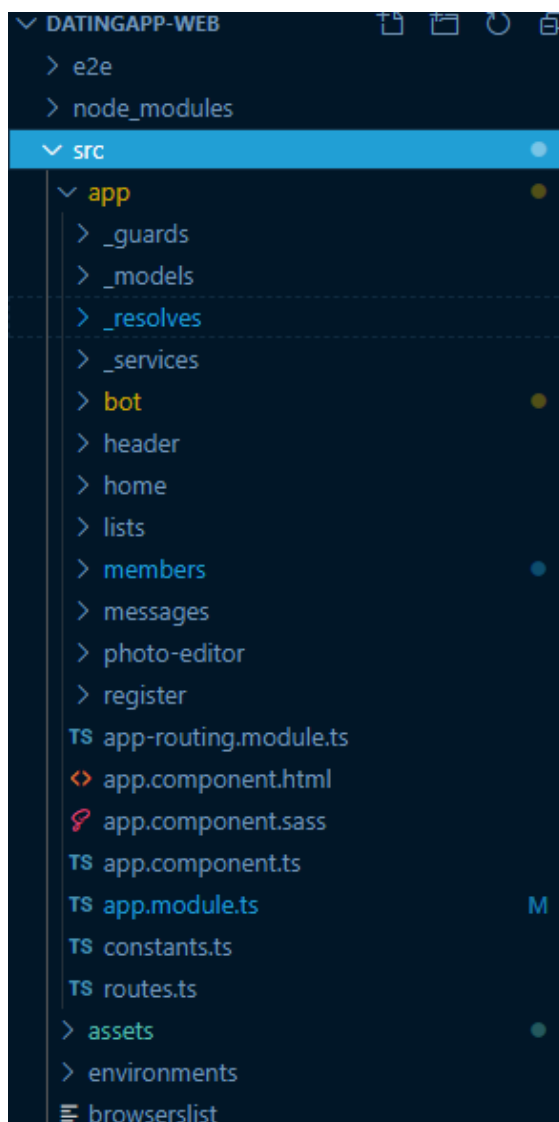 DATINGAPP-WEB
e2e
node_modules
src
app
_guards
_models
_resolves
_services
bot
header
home
lists
members
messages
photo-editor
register
TS app-routing.module.ts
<> app.component.html
app.component.sass
TS app.component.ts
TS app.module.ts M
TS constants.ts
TS routes.ts
assets
environments
browserslist